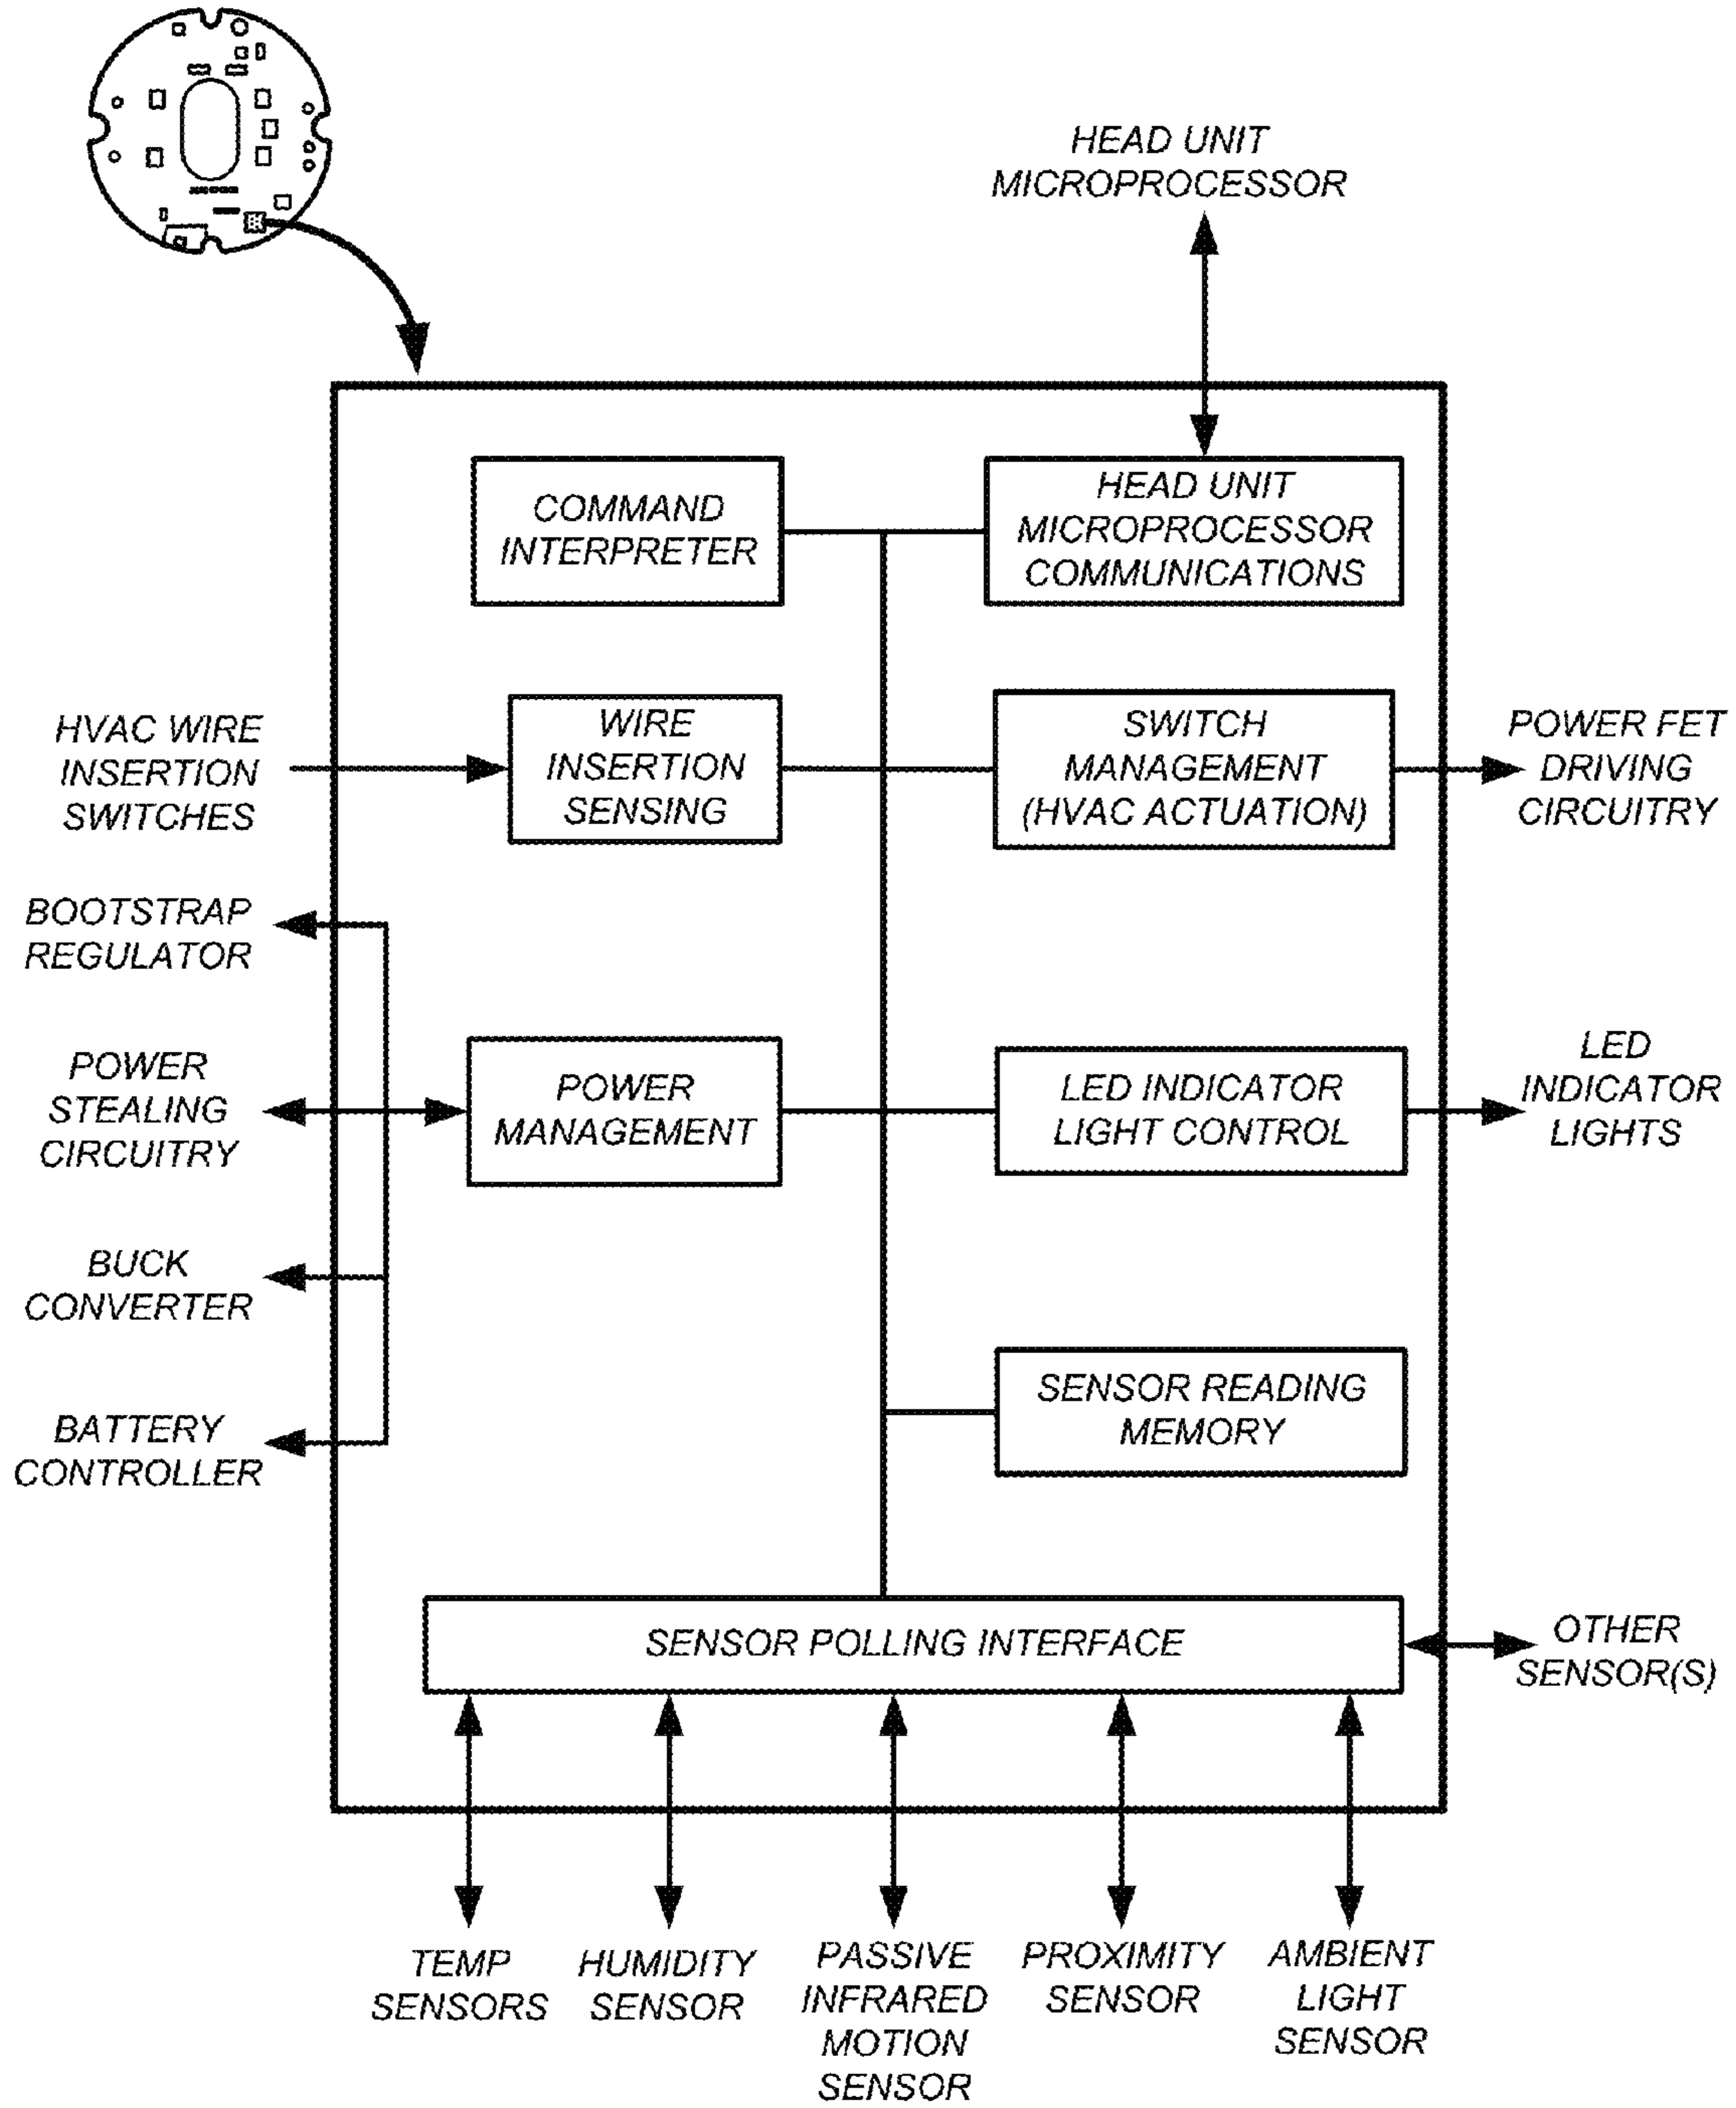 HEAD UNIT
MICROPROCESSOR
COMMAND
INTERPRETER
HEAD UNIT
MICROPROCESSOR
COMMUNICATIONS
HVAC WIRE
INSERTION
SWITCHES
WIRE
INSERTION
SENSING
SWITCH
MANAGEMENT
(HVAC ACTUATION)
POWER FET
DRIVING
CIRCUITRY
BOOTSTRAP
REGULATOR
POWER
STEALING
CIRCUITRY
POWER
MANAGEMENT
LED INDICATOR
LIGHT CONTROL
LED
INDICATOR
LIGHTS
BUCK
CONVERTER
BATTERY
CONTROLLER
SENSOR READING
MEMORY
SENSOR POLLING INTERFACE
OTHER
SENSOR(S)
TEMP
SENSORS
HUMIDITY
SENSOR
PASSIVE
INFRARED
MOTION
SENSOR
PROXIMITY
SENSOR
AMBIENT
LIGHT
SENSOR